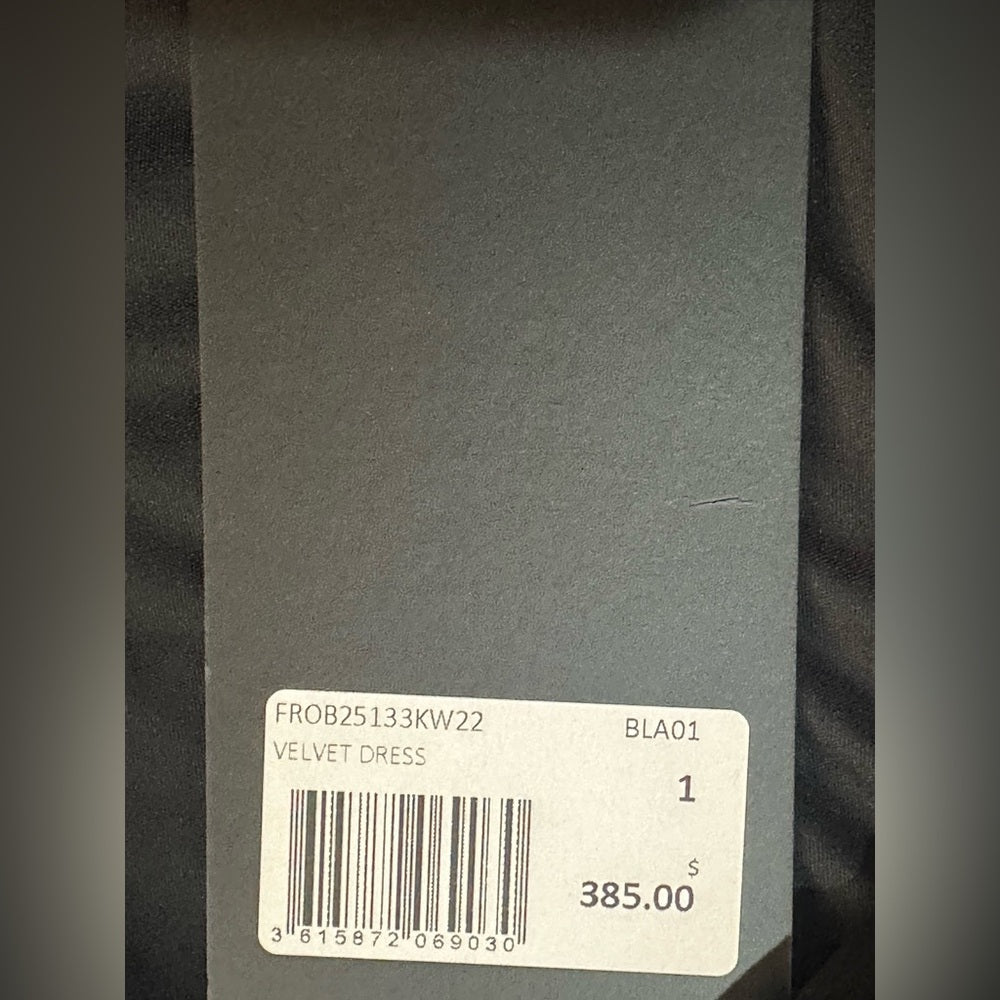 FROB25133KW22 BLA01
VELVET DRESS
1
$
385.00
3 615872 069030